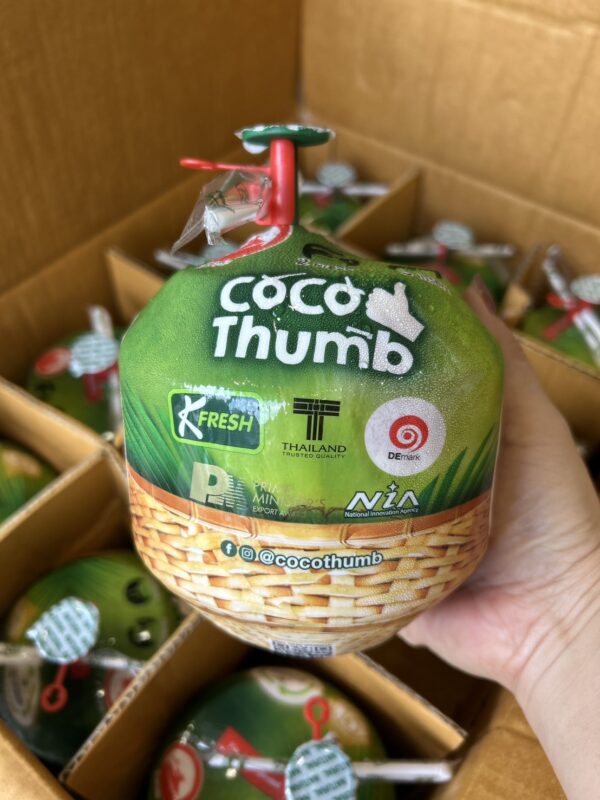 COCO
Thumb
K FRESH
THAILAND
TRUSTED QUALITY
DEmark
NiA
National Innovation Agency
@cocothumb